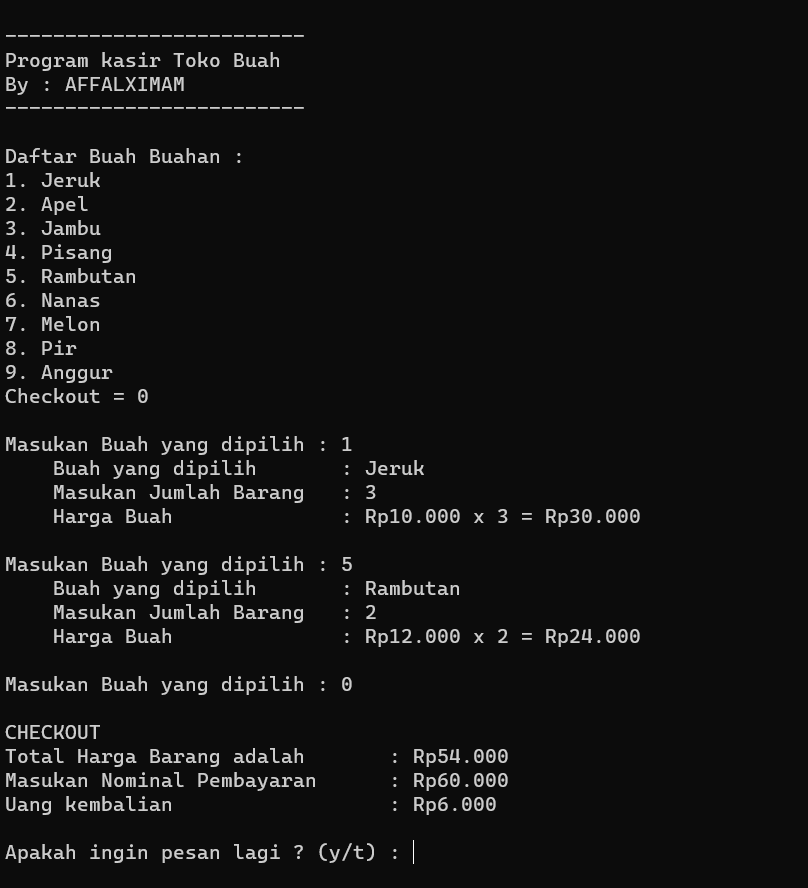 -------------------------
Program kasir Toko Buah
By : AFFALXIMAM
-------------------------
Daftar Buah Buahan :
1. Jeruk
2. Apel
3. Jambu
4. Pisang
5. Rambutan
6. Nanas
7. Melon
8. Pir
9. Anggur
Checkout = 0
Masukan Buah yang dipilih : 1
Buah yang dipilih : Jeruk
Masukan Jumlah Barang : 3
Harga Buah : Rp10.000 x 3 = Rp30.000
Masukan Buah yang dipilih : 5
Buah yang dipilih : Rambutan
Masukan Jumlah Barang : 2
Harga Buah : Rp12.000 x 2 = Rp24.000
Masukan Buah yang dipilih : 0
CHECKOUT
Total Harga Barang adalah : Rp54.000
Masukan Nominal Pembayaran : Rp60.000
Uang kembalian : Rp6.000
Apakah ingin pesan lagi ? (y/t) :